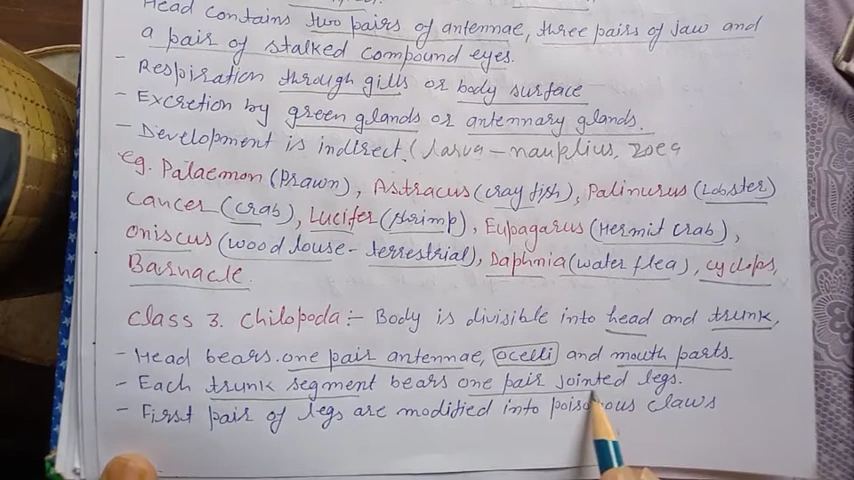 Head contains two pairs of antennae, three pairs of jaw and
a pair of stalked compound eyes.
- Respiration through gills or body surface
- Excretion by green glands or antennary glands.
- Development is indirect. (larva - nauplius, zoea
eg. Palaemon (Prawn), Astracus (cray fish), Palinurus (Lobster)
Cancer (crab), Lucifer (shrimp), Eupagarus (Hermit crab),
Oniscus (wood louse - terrestrial), Daphnia (water flea), cyclops,
Barnacle.
Class 3. Chilopoda :- Body is divisible into head and trunk,
- Head bears one pair antennae, ocelli and mouth parts.
- Each trunk segment bears one pair jointed legs.
- First pair of legs are modified into poisonous claws